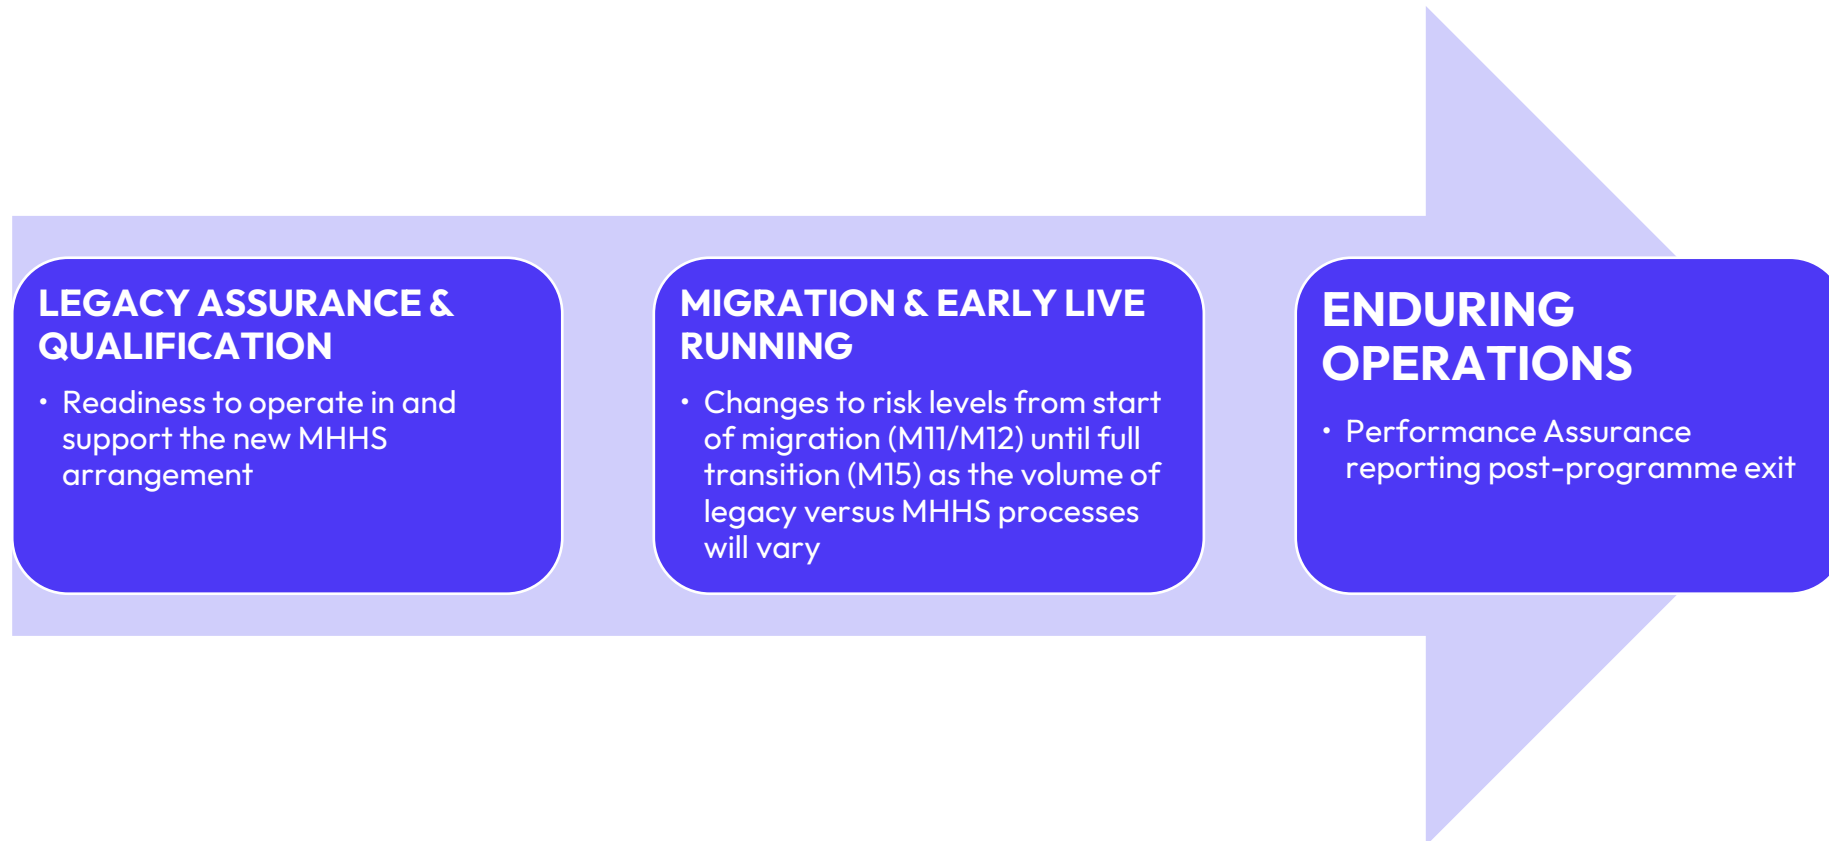 LEGACY ASSURANCE &
QUALIFICATION
• Readiness to operate in and
support the new MHHS
arrangement
MIGRATION & EARLY LIVE
RUNNING
• Changes to risk levels from start
of migration (M11/M12) until full
transition (M15) as the volume of
legacy versus MHHS processes
will vary
ENDURING
OPERATIONS
• Performance Assurance
reporting post-programme exit